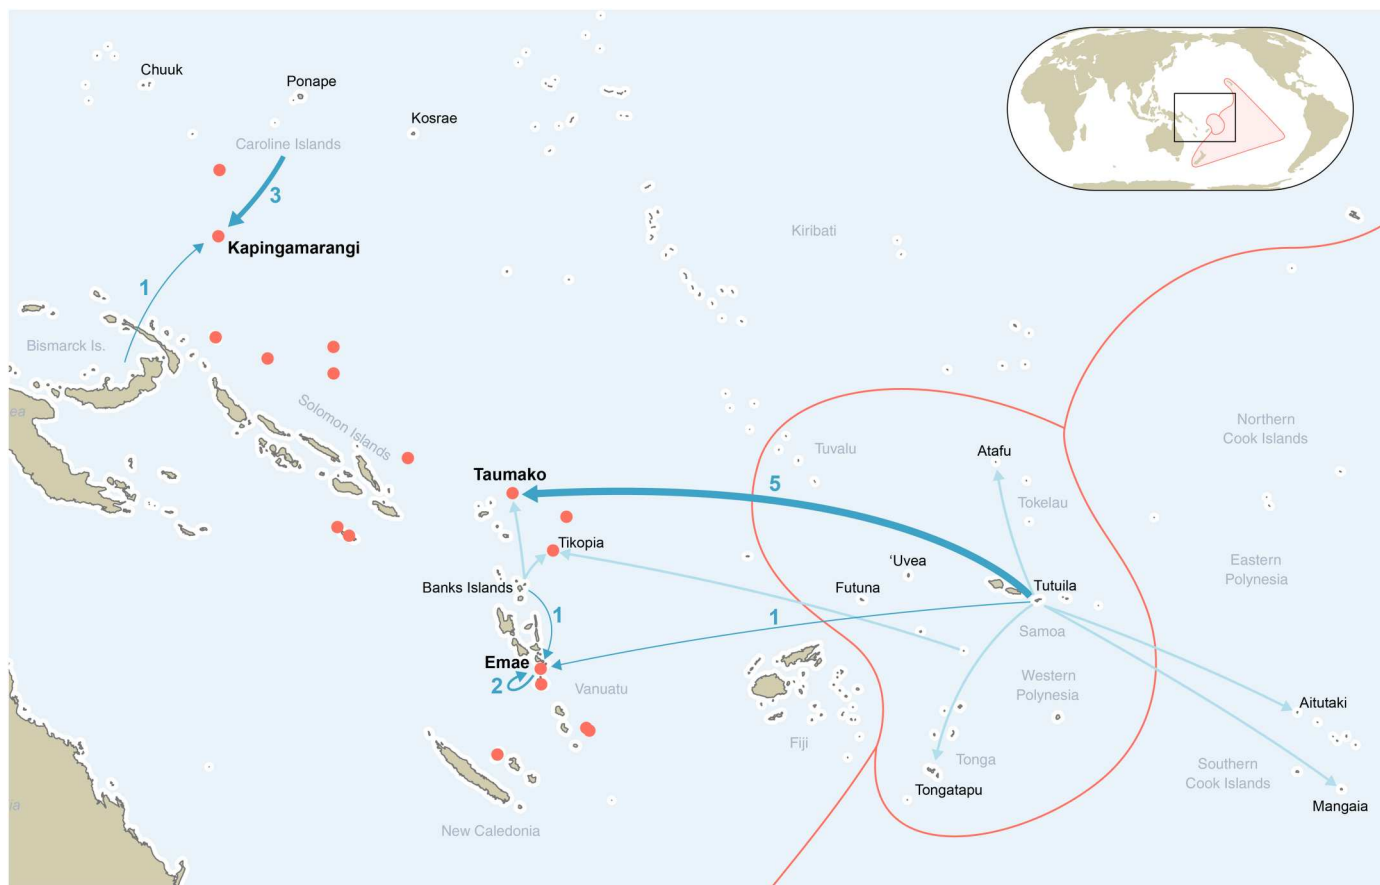 Chuuk
Ponape
Kosrae
Caroline Islands
3
Kapingamarangi
Kiribati
1
Bismarck Is.
ea
Solomon Islands
Northern
Cook Islands
Tuvalu
Atafu
Taumako
5
Tokelau
Tikopia
'Uvea
Eastern
Polynesia
Banks Islands
Futuna
Tutuila
1
1
Samoa
Emae
2
Vanuatu
Western
Polynesia
Aitutaki
Fiji
Tonga
Southern
Cook Islands
Tongatapu
Mangaia
ia
New Caledonia